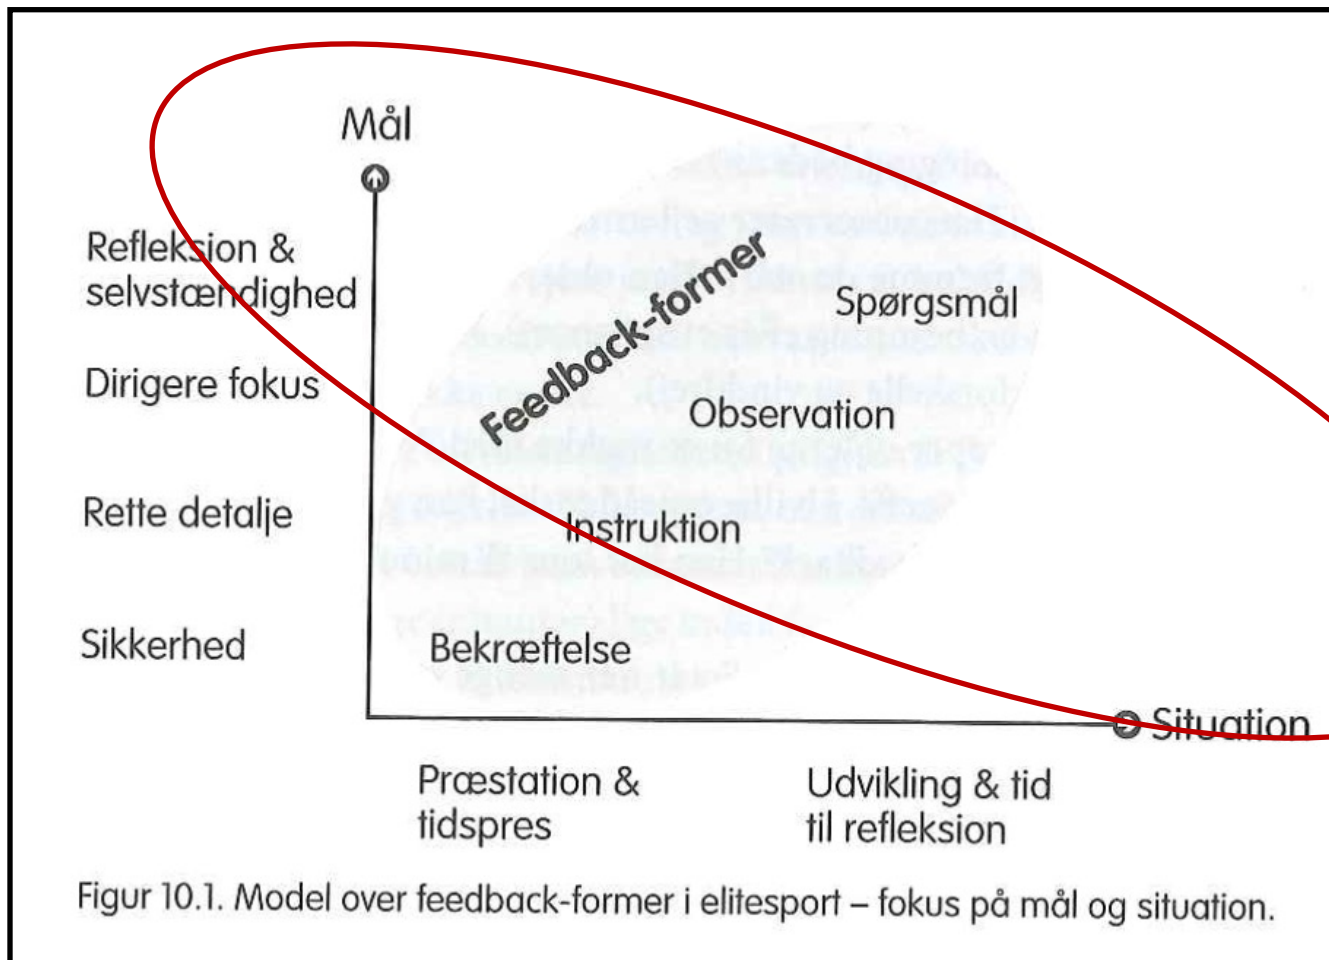 Mål
Refleksion &
selvstændighed
Dirigere fokus
Rette detalje
Sikkerhed
Feedback-former
Spørgsmål
Observation
Instruktion
Bekræftelse
Situation
Præstation &
tidspres
Udvikling & tid
til refleksion
Figur 10.1. Model over feedback-former i elitesport – fokus på mål og situation.